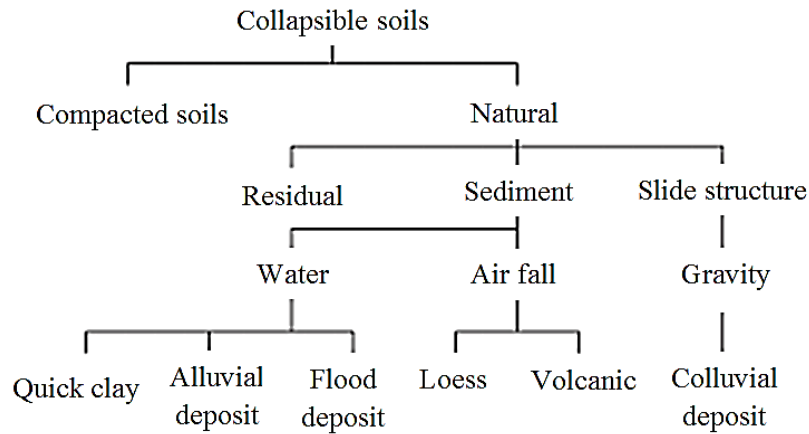 Collapsible soils
Compacted soils
Natural
Residual
Sediment
Slide structure
Water
Air fall
Gravity
Quick clay
Alluvial
deposit
Flood
deposit
Loess
Volcanic
Colluvial
deposit